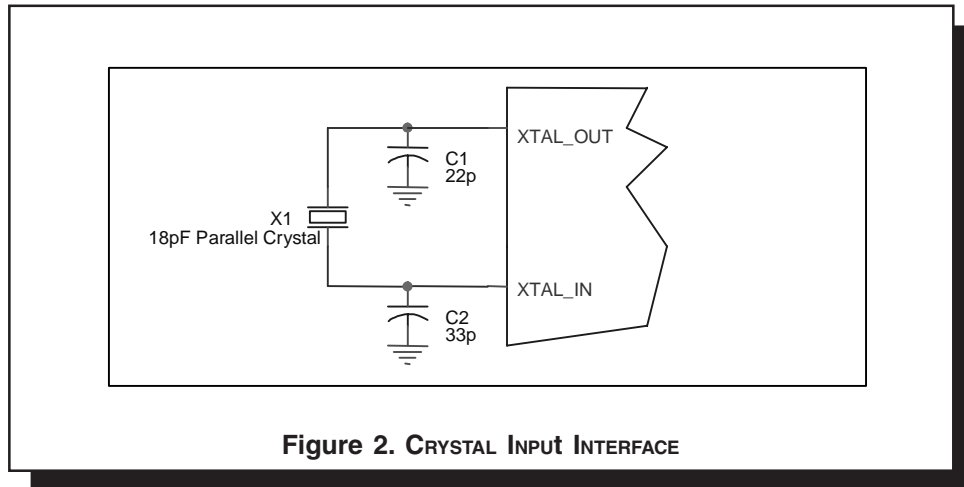 XTAL_OUT
C1
22p
X1
18pF Parallel Crystal
XTAL_IN
C2
33p
Figure 2. CRYSTAL INPUt INTERFACE